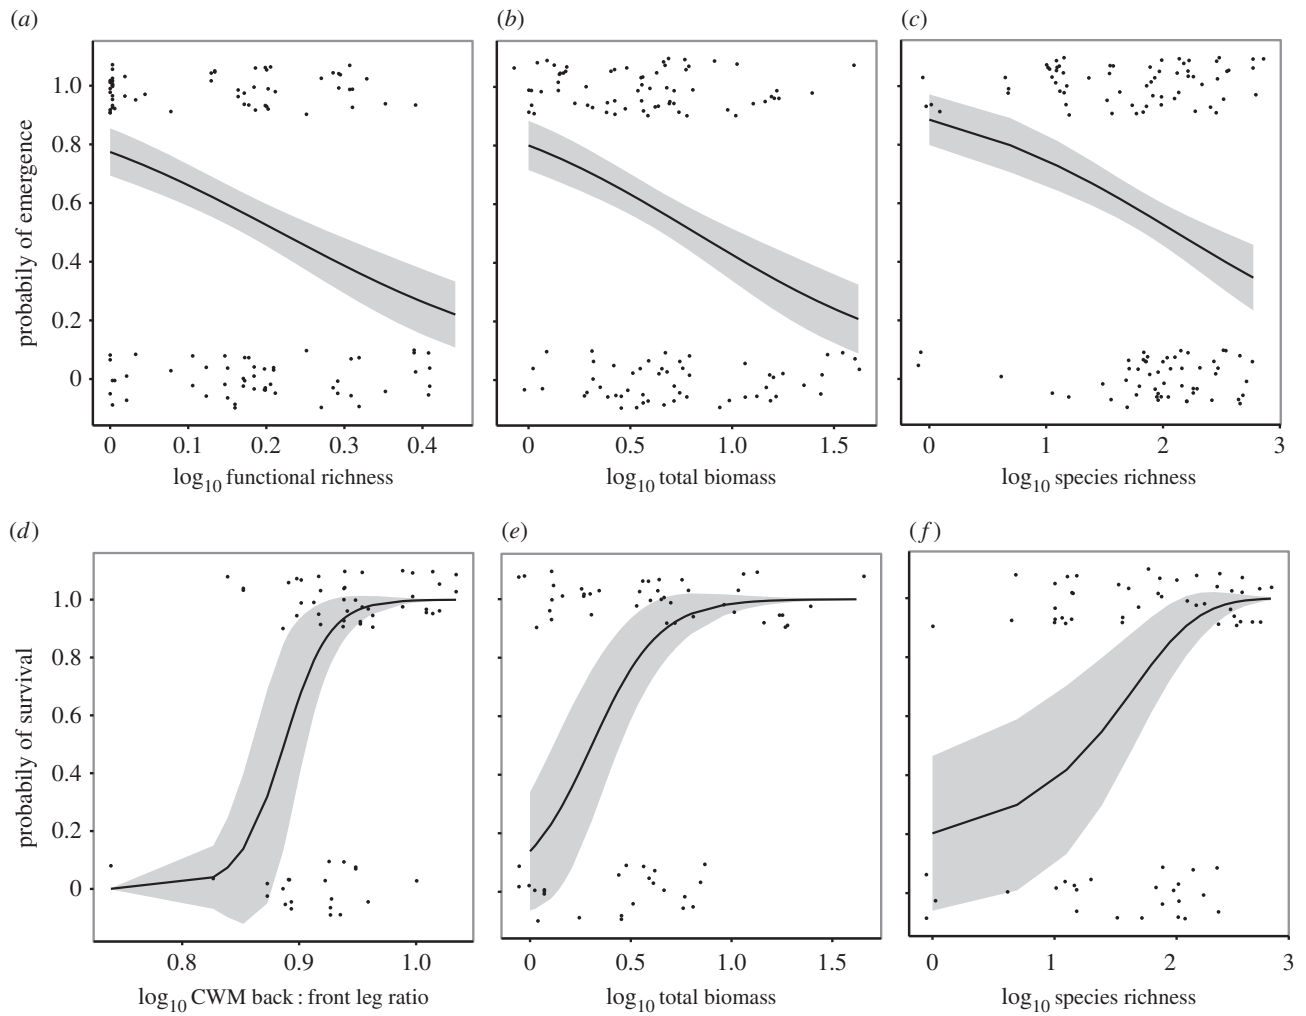 (a)
(b)
(c)
probabily of emergence
1.0
0.8
0.6
0.4
0.2
0
0 0.1 0.2 0.3 0.4
0 0.5 1.0 1.5
0 1 2 3
log10 functional richness
log10 total biomass
log10 species richness
(d)
(e)
(f)
probabily of survival
1.0
0.8
0.6
0.4
0.2
0
0.8 0.9 1.0
0 0.5 1.0 1.5
0 1 2 3
log10 CWM back : front leg ratio
log10 total biomass
log10 species richness